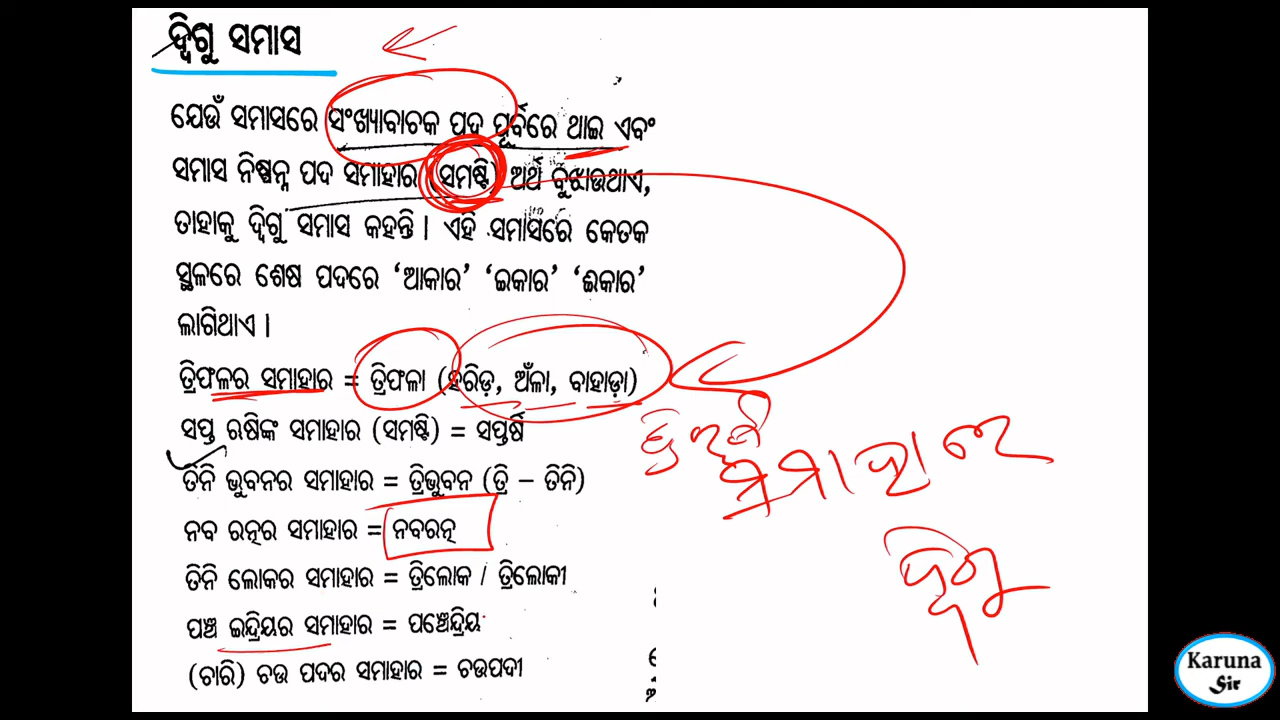 ଦ୍ୱିଗୁ ସମାସ
ଯେଉଁ ସମାସରେ ସଂଖ୍ୟାବାଚକ ପଦ ପୂର୍ବରେ ଥାଇ ଏବଂ
ସମାସ ନିଷ୍ପନ୍ନ ପଦ ସମାହାର (ସମଷ୍ଟି) ଅର୍ଥ ବୁଝାଉଥାଏ,
ତାହାକୁ ଦ୍ୱିଗୁ ସମାସ କହନ୍ତି । ଏହି ସମାସରେ କେତକ
ସ୍ଥଳରେ ଶେଷ ପଦରେ ‘ଆକାର’ ‘ଇକାର’ ‘ଈକାର’
ଲାଗିଥାଏ ।
ତ୍ରିଫଳର ସମାହାର = ତ୍ରିଫଳା (ହରିଡ଼, ଅଁଳା, ବାହାଡ଼ା)
ସପ୍ତ ଋଷିଙ୍କ ସମାହାର (ସମଷ୍ଟି) = ସପ୍ତର୍ଷି
ତିନି ଭୁବନର ସମାହାର = ତ୍ରିଭୁବନ (ତ୍ରି – ତିନି)
ନବ ରତ୍ନର ସମାହାର = ନବରତ୍ନ
ତିନି ଲୋକର ସମାହାର = ତ୍ରିଲୋକ / ତ୍ରିଲୋକୀ
ପଞ୍ଚ ଇନ୍ଦ୍ରିୟର ସମାହାର = ପଞ୍ଚେନ୍ଦ୍ରିୟ
(ଚାରି) ଚଉ ପଦର ସମାହାର = ଚଉପଦୀ
ସମାହାରେ
ଦ୍ୱିଗୁ
Karuna
Sir